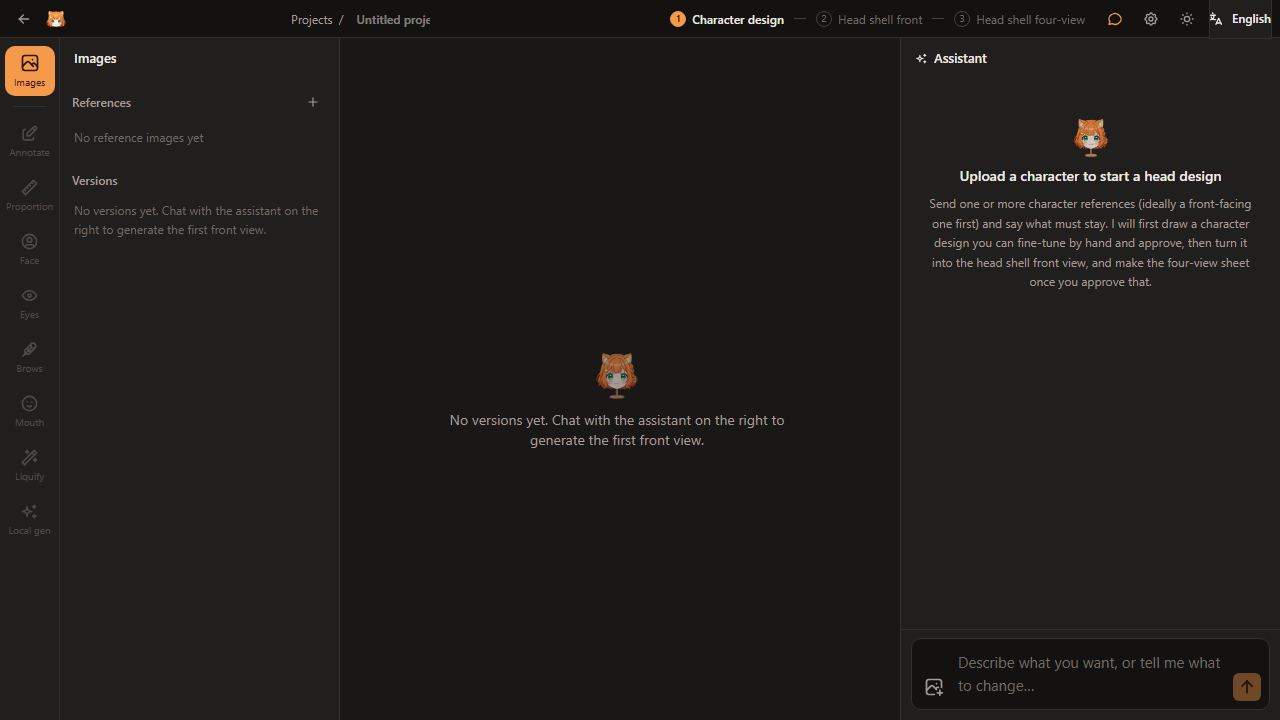 Projects / Untitled proje
1 Character design
2 Head shell front
3 Head shell four-view
English
Images
Annotate
Proportion
Face
Eyes
Brows
Mouth
Liquify
Local gen
Images
References
No reference images yet
Versions
No versions yet. Chat with the assistant on the
right to generate the first front view.
No versions yet. Chat with the assistant on the right to
generate the first front view.
Assistant
Upload a character to start a head design
Send one or more character references (ideally a front-facing
one first) and say what must stay. I will first draw a character
design you can fine-tune by hand and approve, then turn it
into the head shell front view, and make the four-view sheet
once you approve that.
Describe what you want, or tell me what
to change...